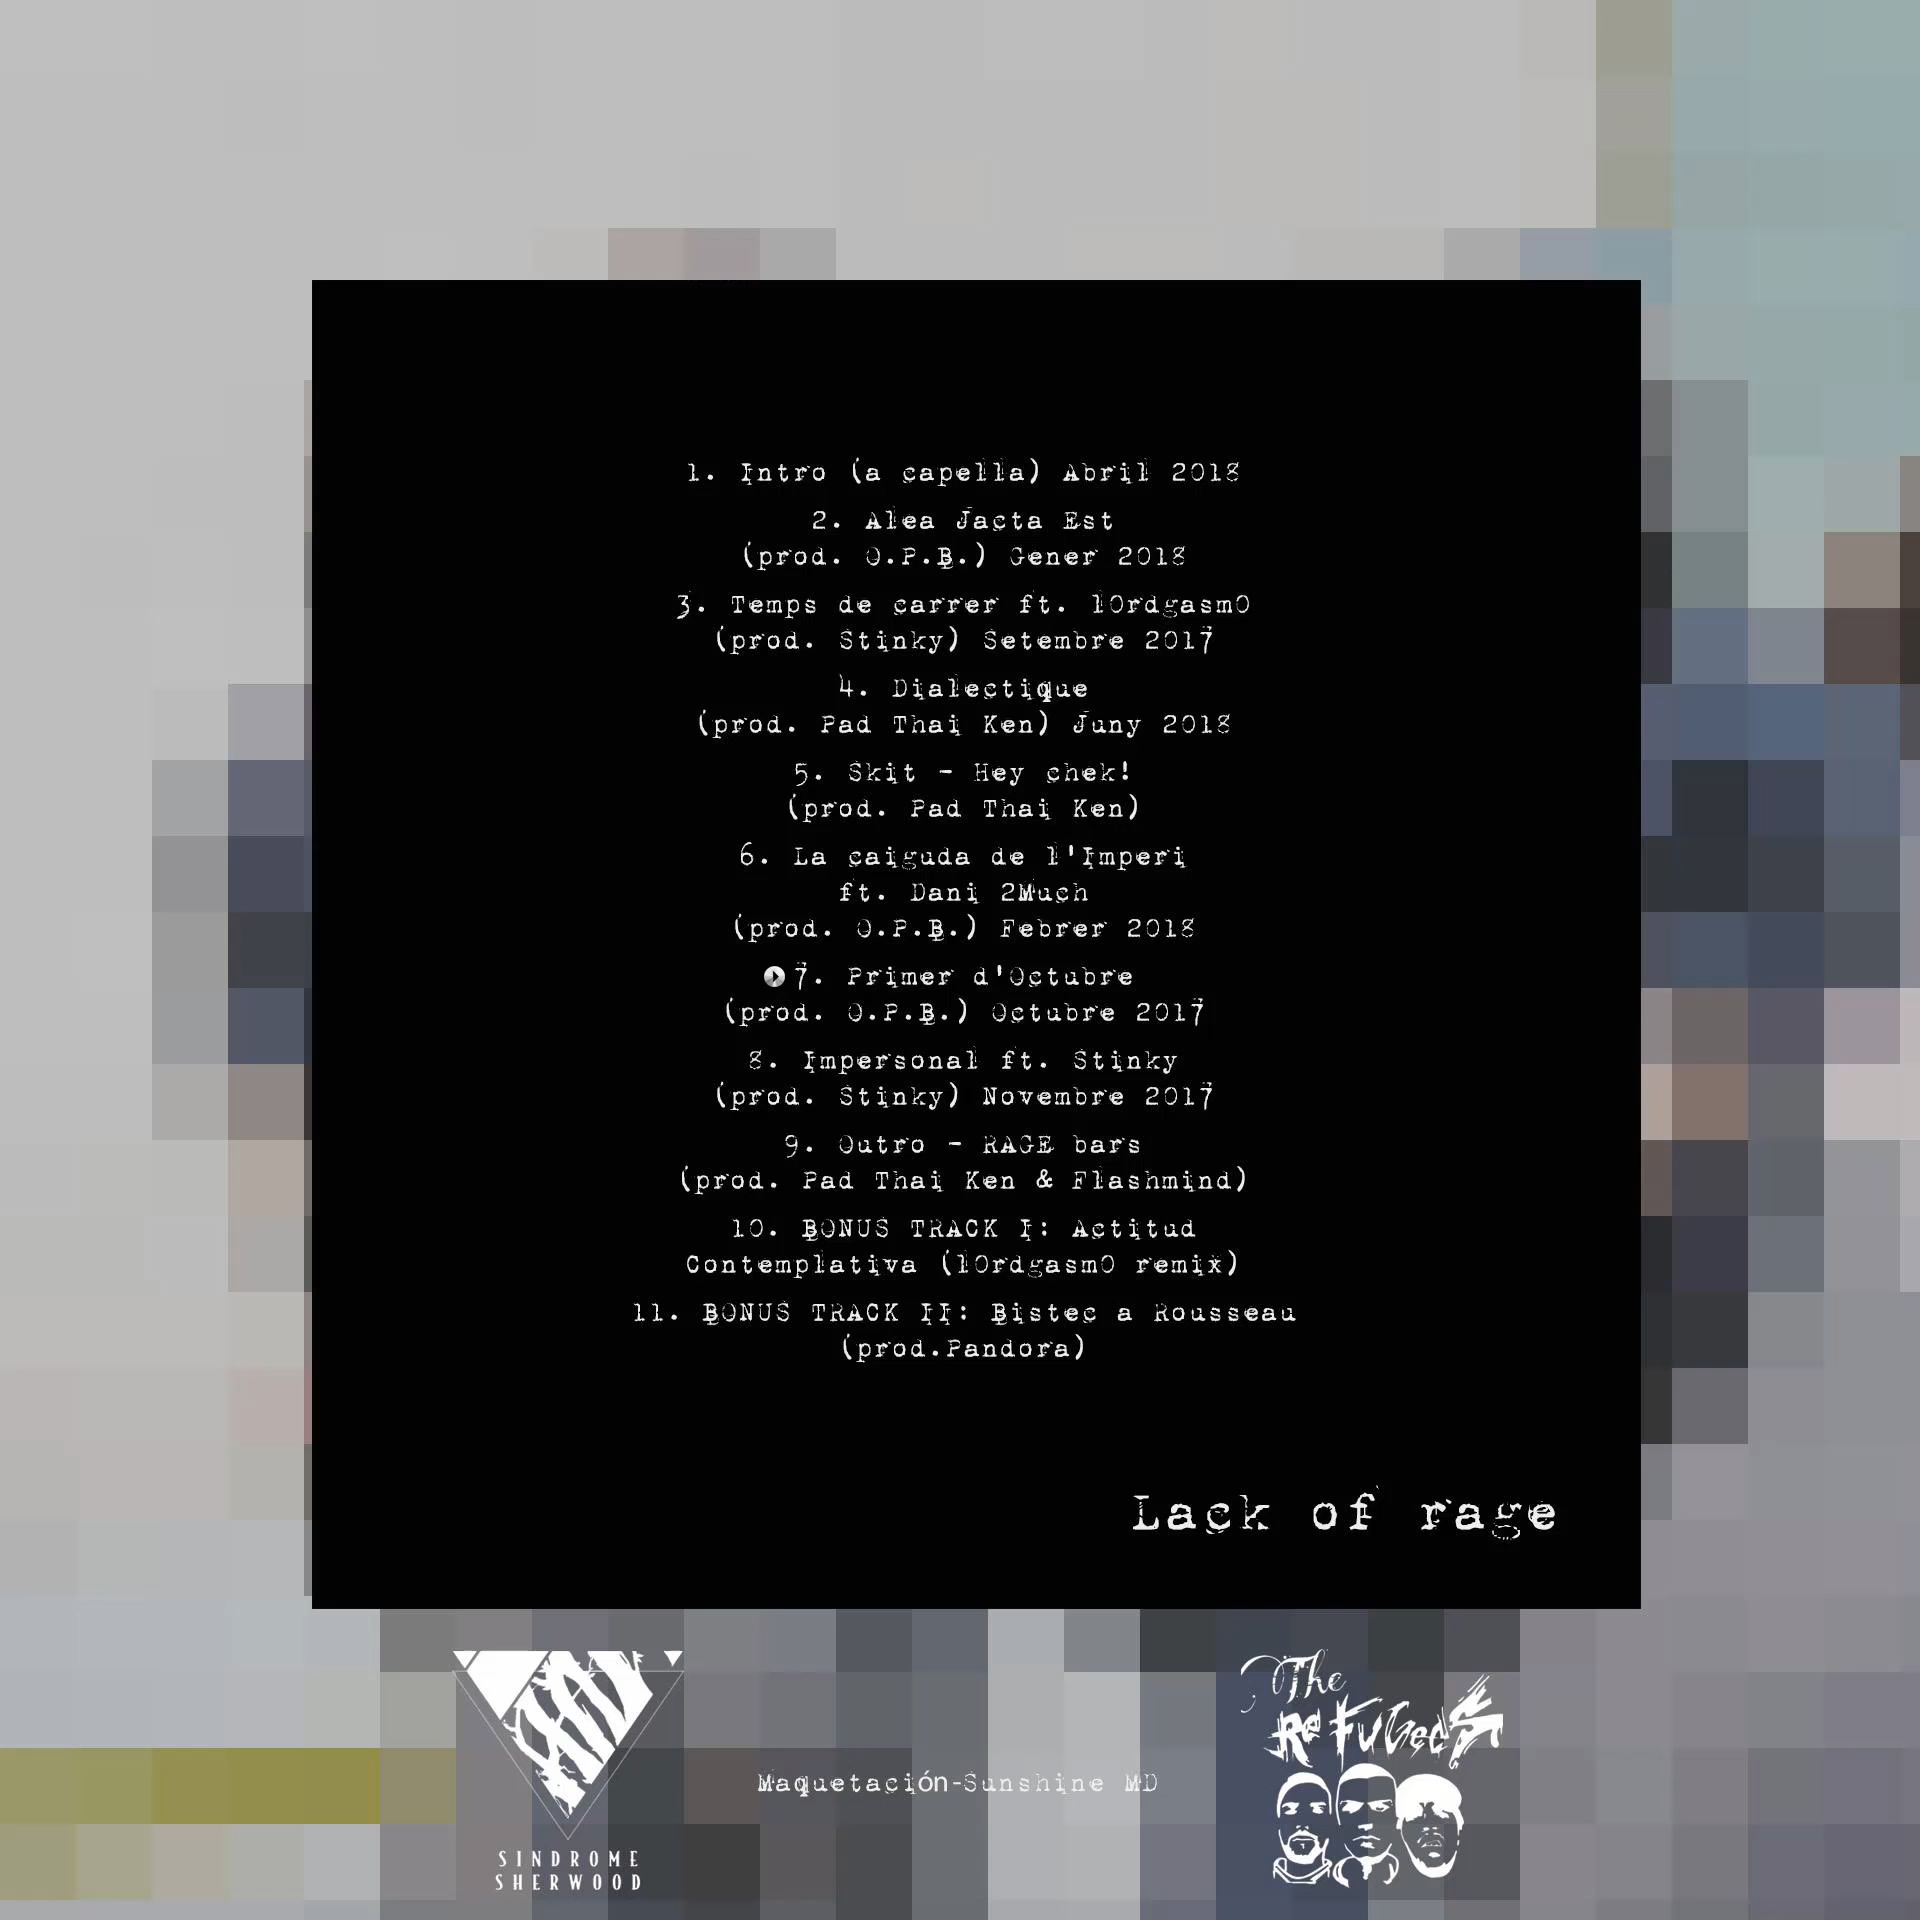 1. Intro (a capella) Abril 2018
2. Alea Jacta Est
(prod. O.P.B.) Gener 2018
3. Temps de carrer ft. l0rdgasm0
(prod. Stinky) Setembre 2017
4. Dialectique
(prod. Pad Thai Ken) Juny 2018
5. Skit - Hey chek!
(prod. Pad Thai Ken)
6. La caiguda de l'Imperi
ft. Dani 2Much
(prod. O.P.B.) Febrer 2018
7. Primer d'Octubre
(prod. O.P.B.) Octubre 2017
8. Impersonal ft. Stinky
(prod. Stinky) Novembre 2017
9. Outro - RAGE bars
(prod. Pad Thai Ken & Flashmind)
10. BONUS TRACK I: Actitud
Contemplativa (l0rdgasm0 remix)
11. BONUS TRACK II: Bistec a Rousseau
(prod.Pandora)
Lack of rage
The
ReFUGeeS
Maquetación-Sunshine MD
SINDROME
SHERWOOD